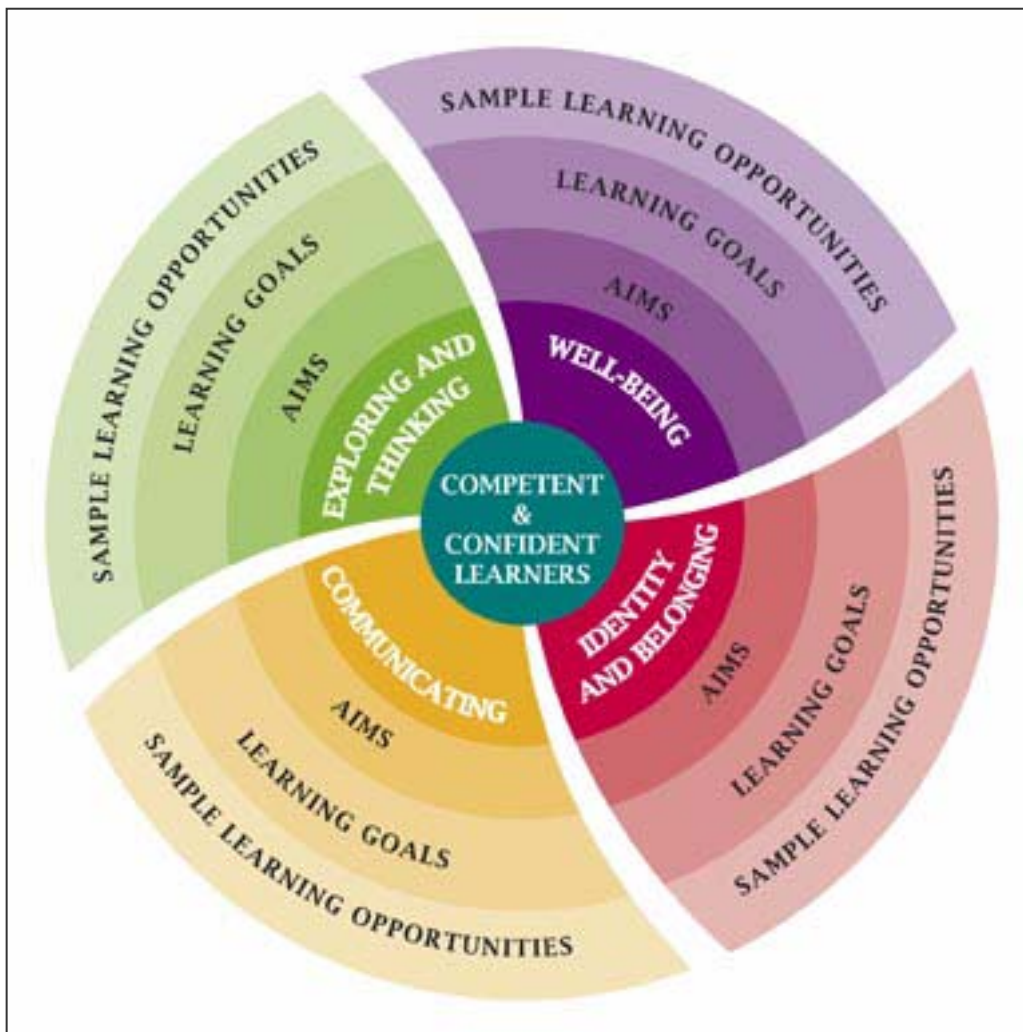 COMPETENT
&
CONFIDENT
LEARNERS
WELL-BEING
AIMS
LEARNING GOALS
SAMPLE LEARNING OPPORTUNITIES
IDENTITY
AND BELONGING
AIMS
LEARNING GOALS
SAMPLE LEARNING OPPORTUNITIES
COMMUNICATING
AIMS
LEARNING GOALS
SAMPLE LEARNING OPPORTUNITIES
EXPLORING AND
THINKING
AIMS
LEARNING GOALS
SAMPLE LEARNING OPPORTUNITIES